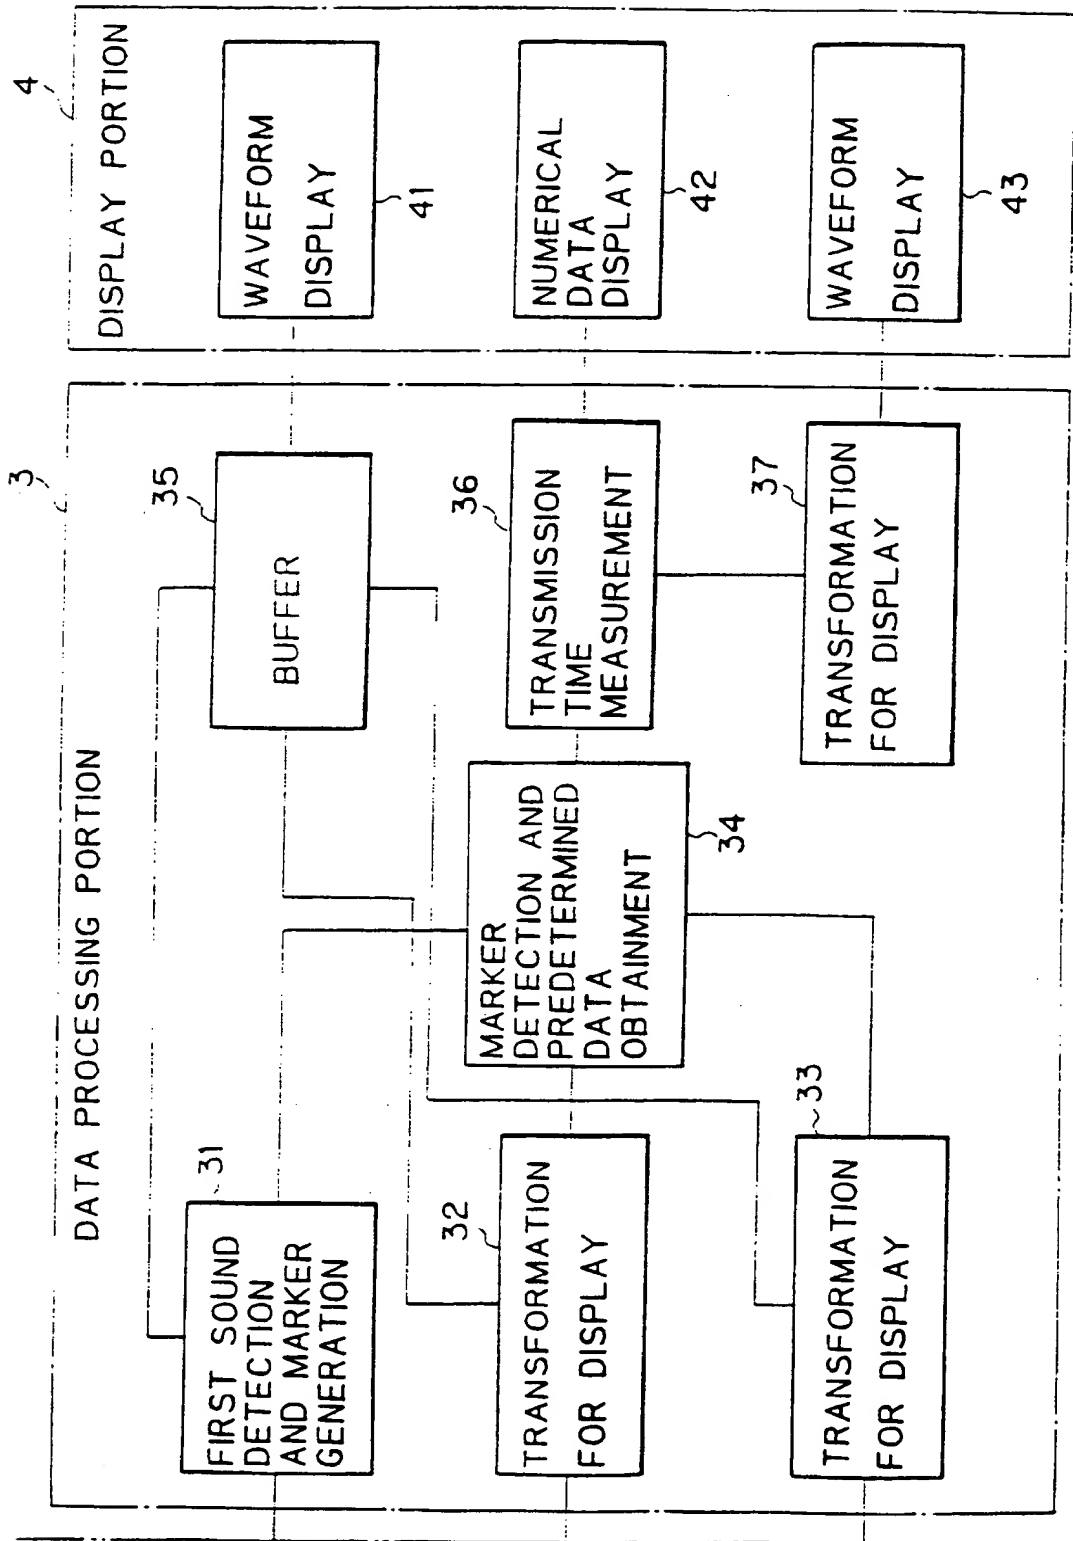 DATA PROCESSING PORTION
3
DISPLAY PORTION
4
FIRST SOUND
DETECTION
AND MARKER
GENERATION
31
BUFFER
35
WAVEFORM
DISPLAY
41
TRANSFORMATION
FOR DISPLAY
32
MARKER
DETECTION AND
PREDETERMINED
DATA
OBTAINMENT
34
TRANSMISSION
TIME
MEASUREMENT
36
NUMERICAL
DATA
DISPLAY
42
TRANSFORMATION
FOR DISPLAY
33
TRANSFORMATION
FOR DISPLAY
37
WAVEFORM
DISPLAY
43